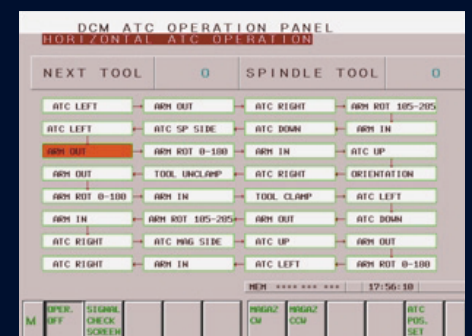 DCM ATC OPERATION PANEL
HORIZONTAL ATC OPERATION
NEXT TOOL 0 SPINDLE TOOL 0
ATC LEFT ARM OUT ATC RIGHT ARM ROT 105-285
ATC LEFT ATC SP SIDE ATC DOWN ARM IN
ARM OUT ARM ROT 0-180 ARM IN ATC UP
ARM OUT TOOL UNCLAMP ATC RIGHT ORIENTATION
ARM ROT 0-180 ARM IN TOOL CLAMP ATC LEFT
ARM IN ARM ROT 105-285 ARM OUT ATC DOWN
ATC RIGHT ATC MAG SIDE ATC UP ARM OUT
ATC RIGHT ARM IN ATC LEFT ARM ROT 0-180
MEM **** *** *** 17:56:10
OPER. SIGNAL MAGAZ MAGAZ ATC
M OFF CHECK CW CCW POS.
SCREEN SET